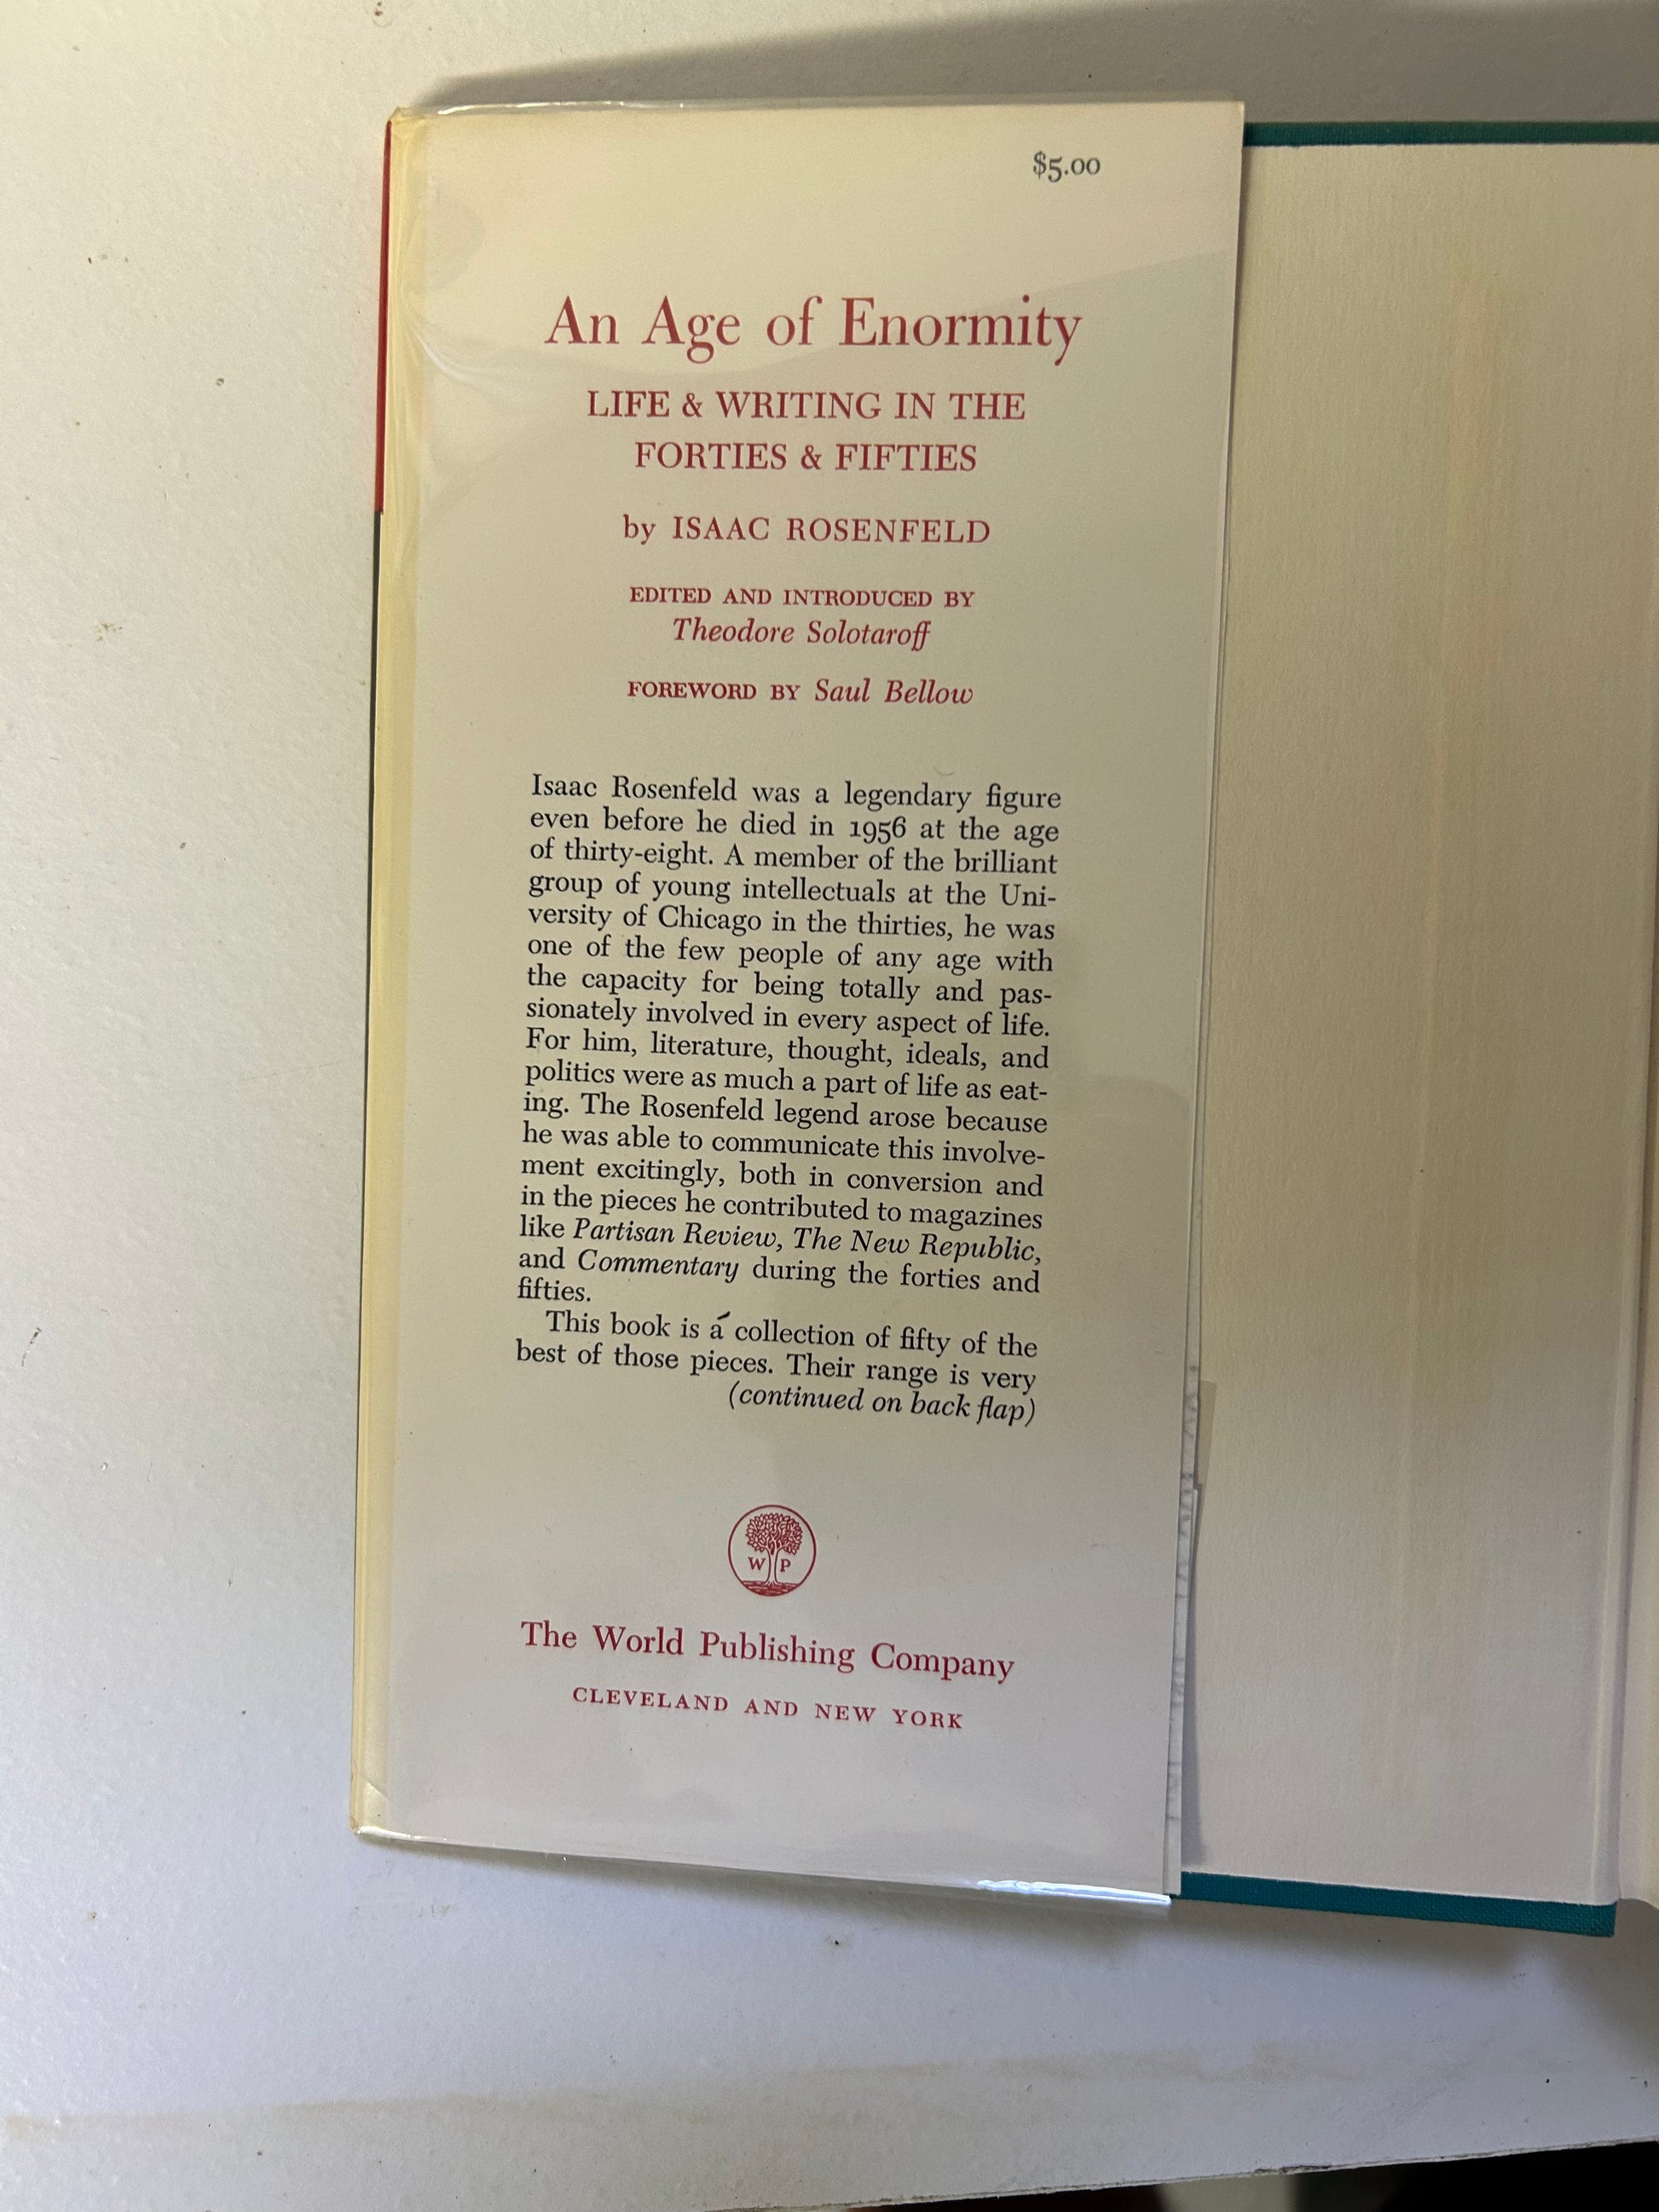 $5.00
An Age of Enormity
LIFE & WRITING IN THE
FORTIES & FIFTIES
by ISAAC ROSENFELD
EDITED AND INTRODUCED BY
Theodore Solotaroff
FOREWORD BY Saul Bellow
Isaac Rosenfeld was a legendary figure
even before he died in 1956 at the age
of thirty-eight. A member of the brilliant
group of young intellectuals at the Uni-
versity of Chicago in the thirties, he was
one of the few people of any age with
the capacity for being totally and pas-
sionately involved in every aspect of life.
For him, literature, thought, ideals, and
politics were as much a part of life as eat-
ing. The Rosenfeld legend arose because
he was able to communicate this involve-
ment excitingly, both in conversion and
in the pieces he contributed to magazines
like Partisan Review, The New Republic,
and Commentary during the forties and
fifties.
This book is a collection of fifty of the
best of those pieces. Their range is very
(continued on back flap)
W P
The World Publishing Company
CLEVELAND AND NEW YORK